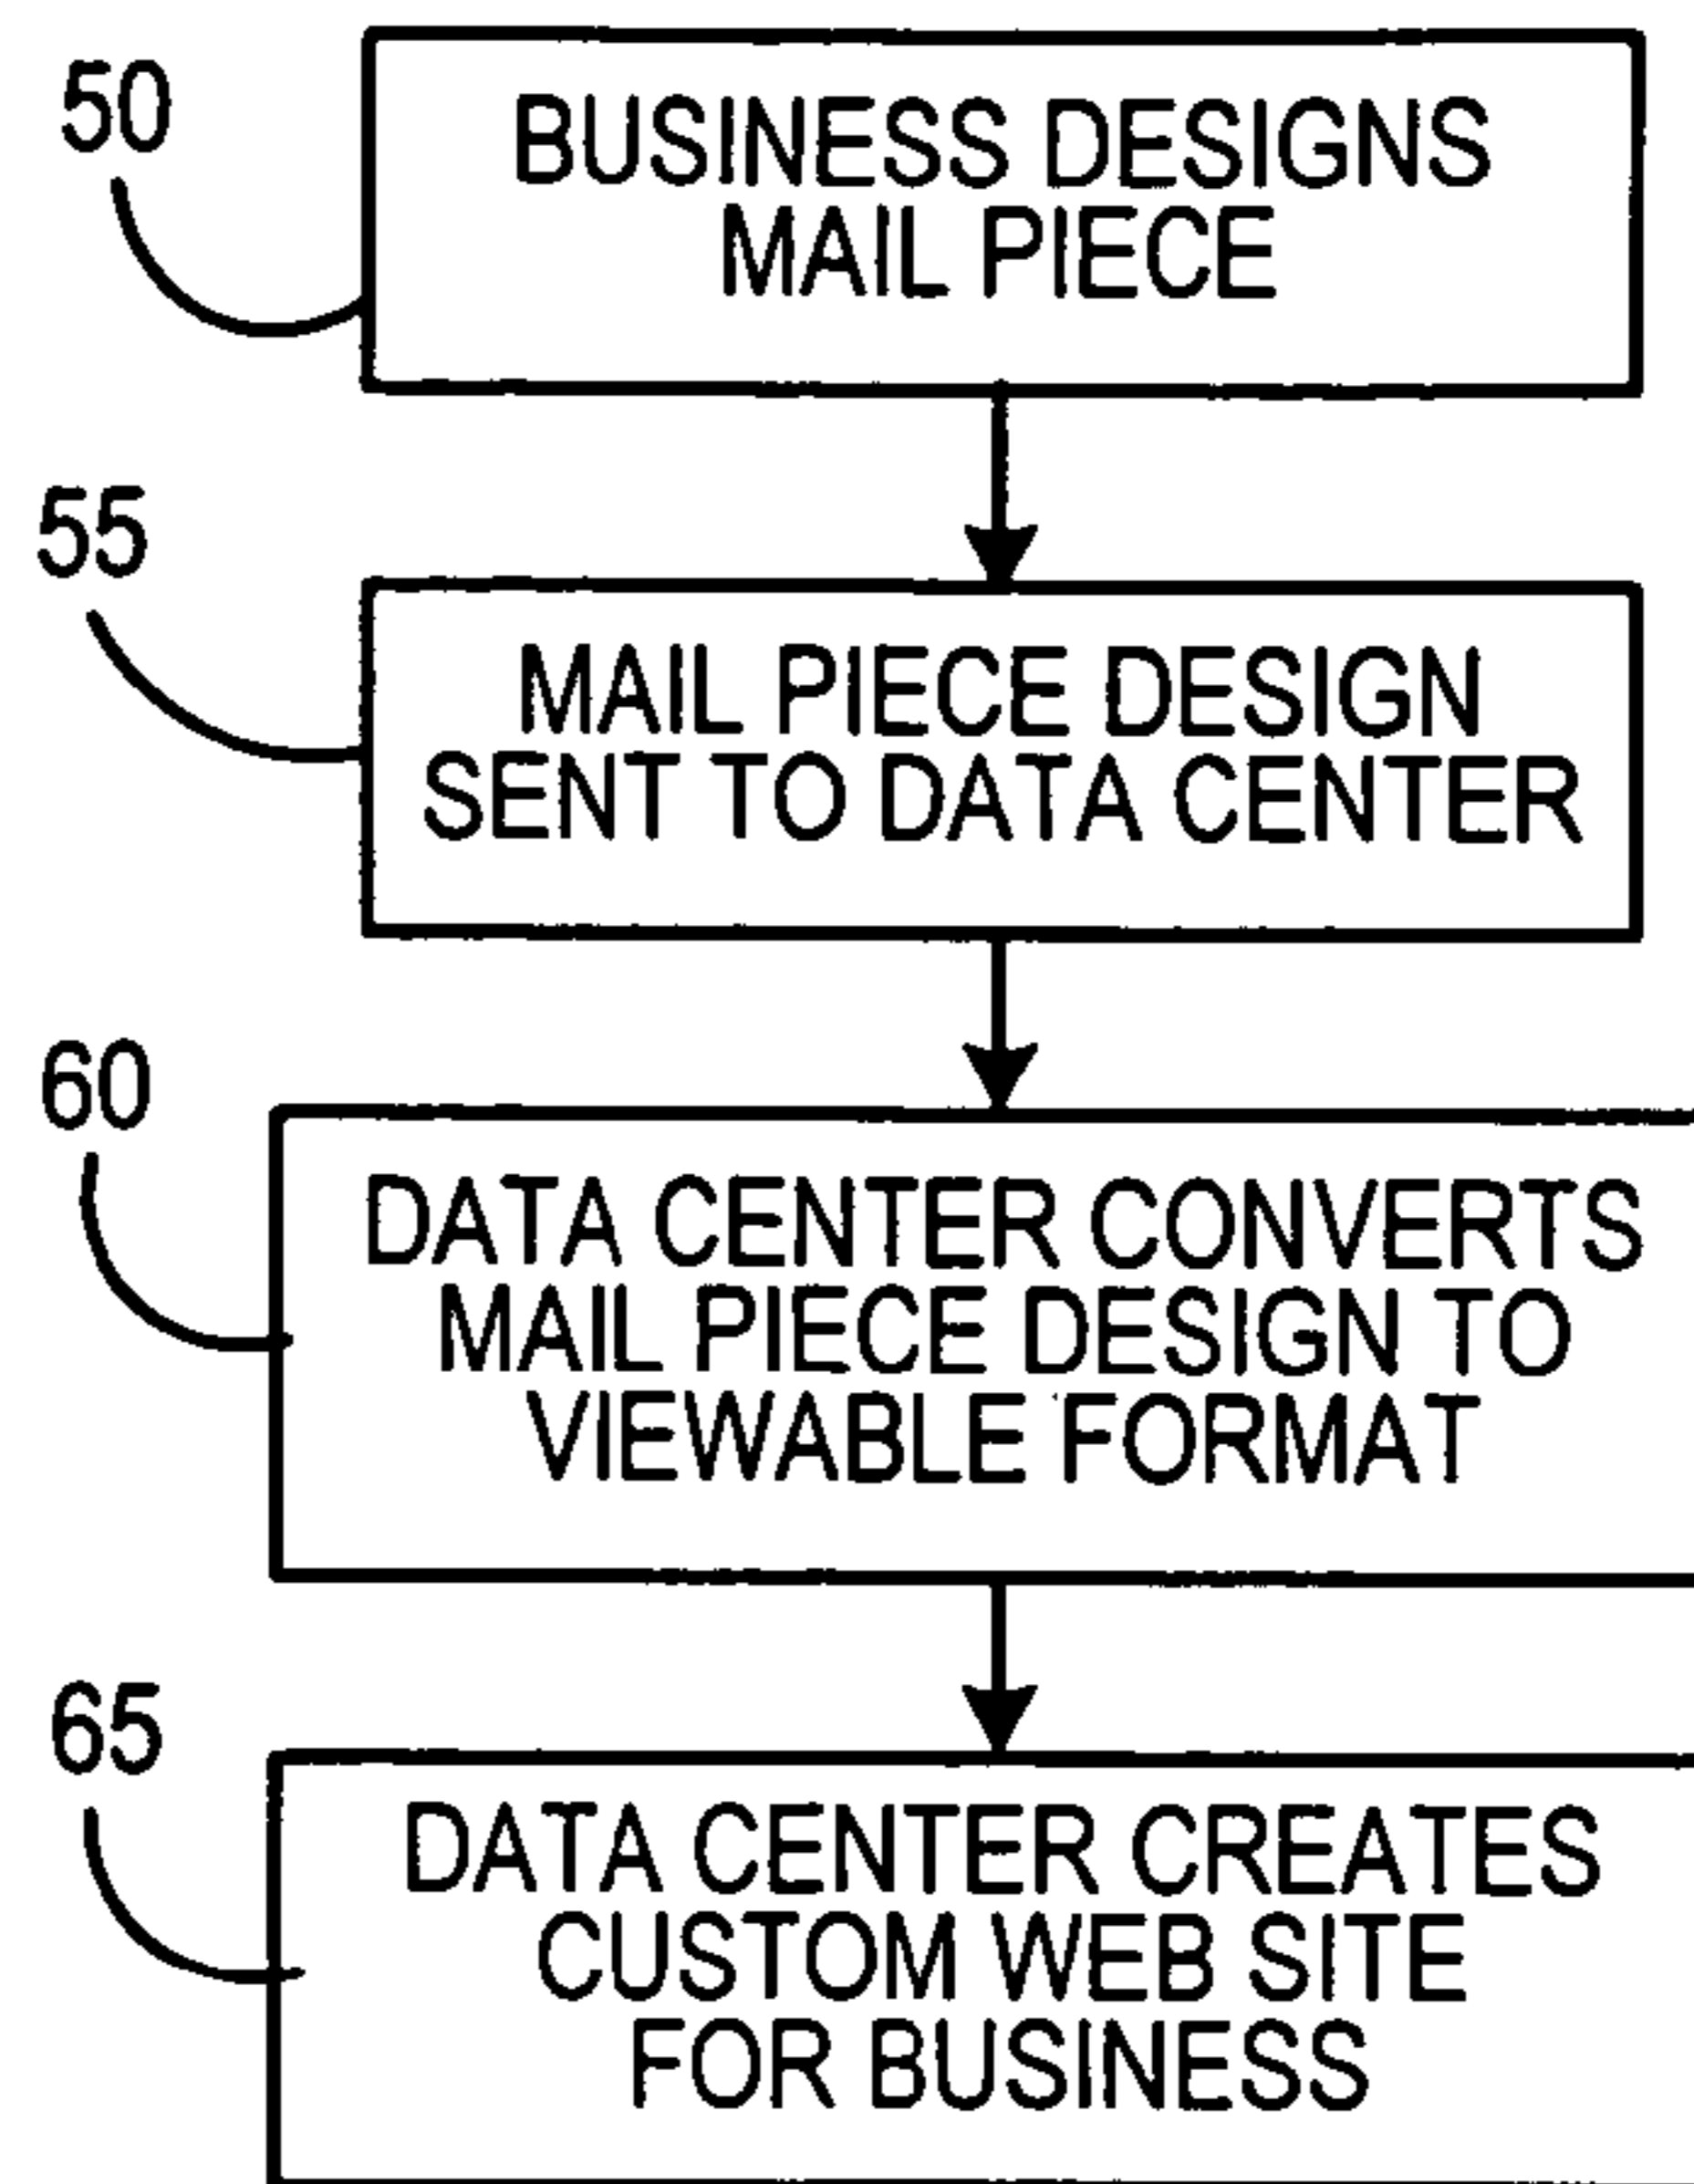 50
BUSINESS DESIGNS
MAIL PIECE
55
MAIL PIECE DESIGN
SENT TO DATA CENTER
60
DATA CENTER CONVERTS
MAIL PIECE DESIGN TO
VIEWABLE FORMAT
65
DATA CENTER CREATES
CUSTOM WEB SITE
FOR BUSINESS